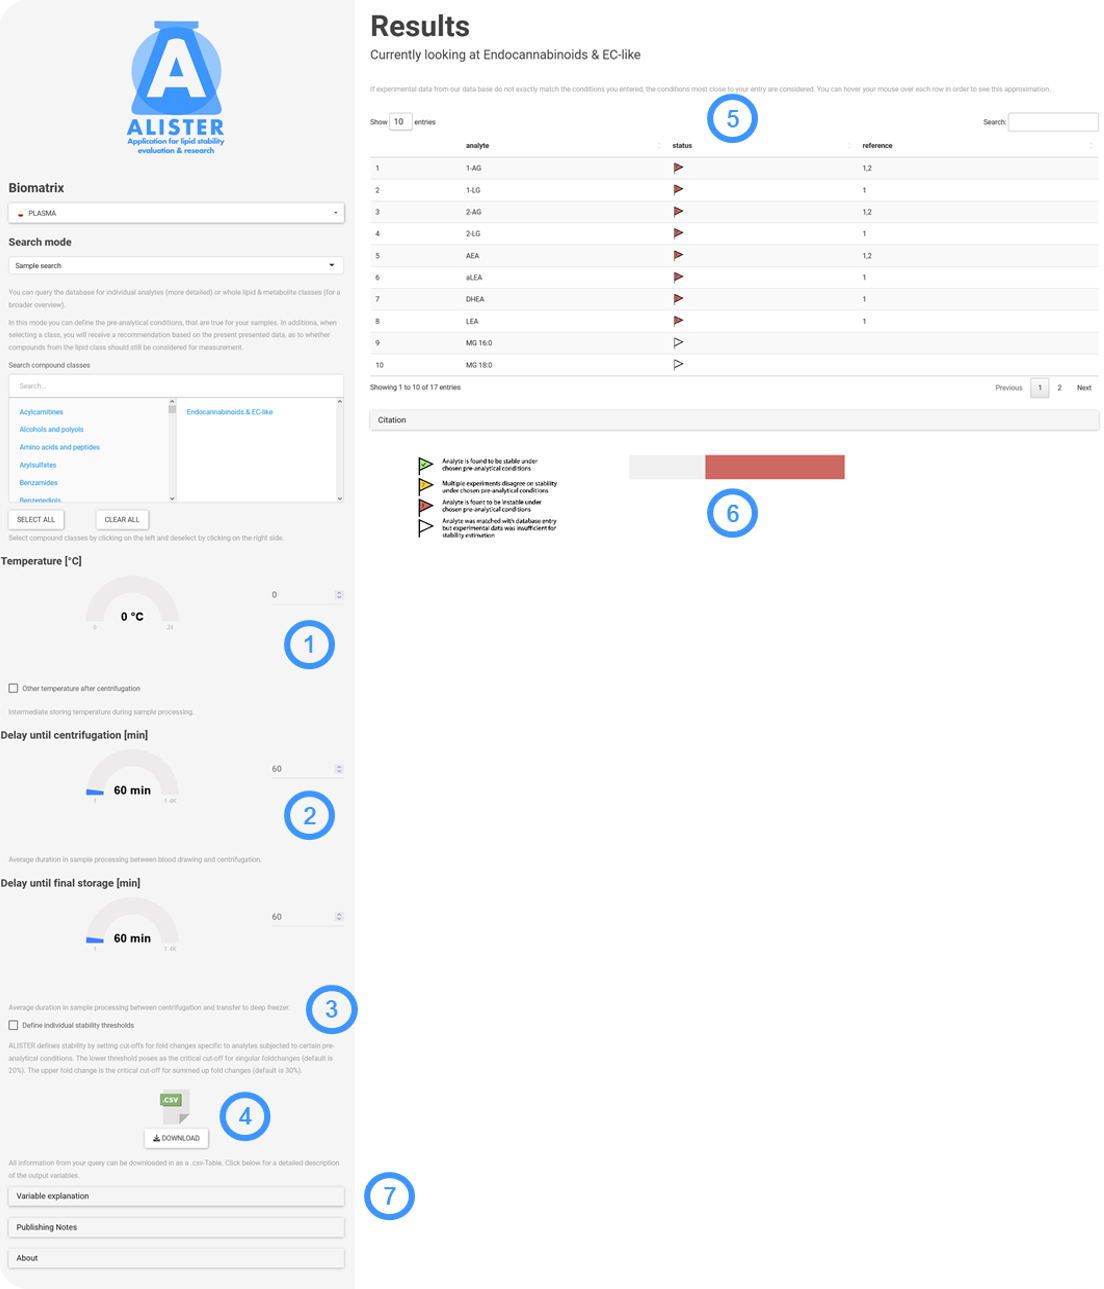 A
ALISTER
Application for lipid stability
evaluation & research
Biomatrix
PLASMA
Search mode
Sample search
You can query the database for individual analytes (more detailed) or whole lipid & metabolite classes (for a
broader overview).
In this mode you can define the pre-analytical conditions, that are true for your samples. In additiona, when
selecting a class, you will receive a recommendation based on the present presented data, as to whether
compounds from the lipid class should still be considered for measurement.
Search compound classes
Search...
Acylcarnitines
Endocannabinoids & EC-like
Alcohols and polyols
Amino acids and peptides
Arylsulfates
Benzamides
Benzenediols
SELECT ALL
CLEAR ALL
Select compound classes by clicking on the left and deselect by clicking on the right side.
Temperature [°C]
0 °C
0
24
0
1
Other temperature after centrifugation
Intermediate storing temperature during sample processing.
Delay until centrifugation [min]
60 min
1
1.4K
60
2
Average duration in sample processing between blood drawing and centrifugation.
Delay until final storage [min]
60 min
1
1.4K
60
Average duration in sample processing between centrifugation and transfer to deep freezer.
3
Define individual stability thresholds
ALISTER defines stability by setting cut-offs for fold changes specific to analytes subjected to certain pre-
analytical conditions. The lower threshold poses as the critical cut-off for singular foldchanges (default is
20%). The upper fold change is the critical cut-off for summed up fold changes (default is 30%).
.CSV
DOWNLOAD
4
All information from your query can be downloaded in as a .csv-Table. Click below for a detailed description
of the output variables.
Variable explanation
7
Publishing Notes
About
Results
Currently looking at Endocannabinoids & EC-like
If experimental data from our data base do not exactly match the conditions you entered, the conditions most close to your entry are considered. You can hover your mouse over each row in order to see this approximation.
Show 10 entries
5
Search:
analyte status reference
1 1-AG 1,2
2 1-LG 1
3 2-AG 1,2
4 2-LG 1
5 AEA 1,2
6 aLEA 1
7 DHEA 1
8 LEA 1
9 MG 16:0
10 MG 18:0
Showing 1 to 10 of 17 entries
Previous 1 2 Next
Citation
Analyte is found to be stable under
chosen pre-analytical conditions
Multiple experiments disagree on stability
under chosen pre-analytical conditions
Analyte is fount to be instable under
chosen pre-analytical conditions
Analyte was matched with database entry
but experimental data was insufficient for
stability estimation
6